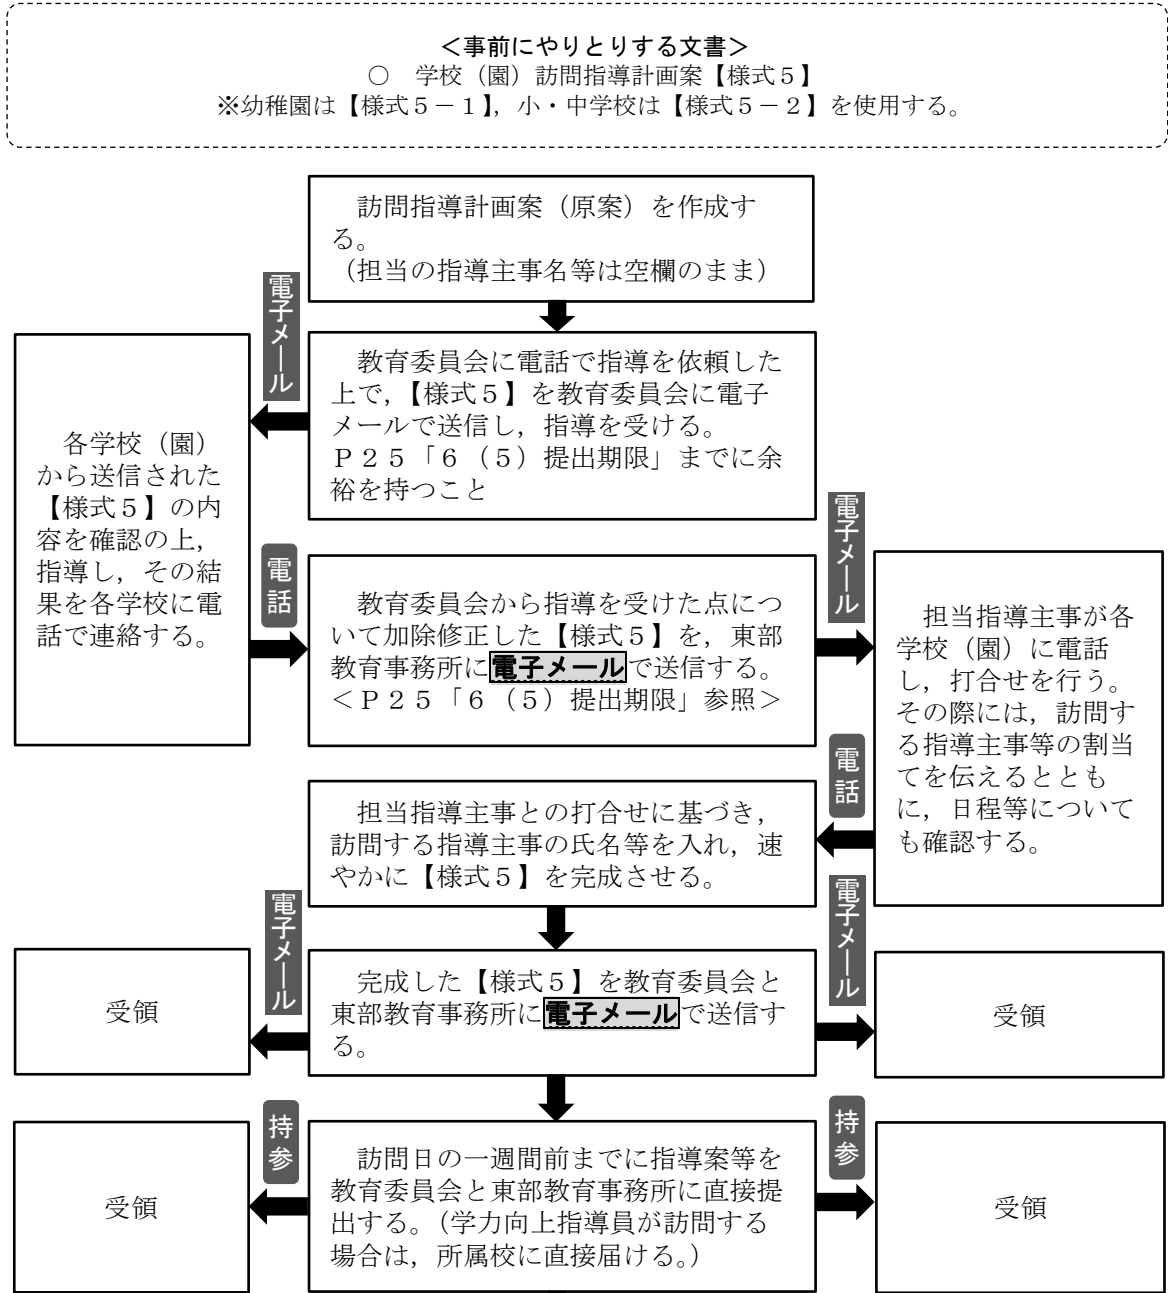 ＜事前にやりとりする文書＞
○　学校（園）訪問指導計画案【様式５】
※幼稚園は【様式５－１】，小・中学校は【様式５－２】を使用する。
訪問指導計画案（原案）を作成す
る。
（担当の指導主事名等は空欄のまま）
電子メール
教育委員会に電話で指導を依頼した
上で，【様式５】を教育委員会に電子
メールで送信し，指導を受ける。
Ｐ２５「６（５）提出期限」までに余
裕を持つこと
各学校（園）
から送信された
【様式５】の内
容を確認の上，
指導し，その結
果を各学校に電
話で連絡する。
電話
教育委員会から指導を受けた点につ
いて加除修正した【様式５】を，東部
教育事務所に電子メールで送信する。
＜Ｐ２５「６（５）提出期限」参照＞
電子メール
担当指導主事が各
学校（園）に電話
し，打合せを行う。
その際には，訪問す
る指導主事等の割当
てを伝えるととも
に，日程等について
も確認する。
電話
担当指導主事との打合せに基づき，
訪問する指導主事の氏名等を入れ，速
やかに【様式５】を完成させる。
電子メール
電子メール
受領
完成した【様式５】を教育委員会と
東部教育事務所に電子メールで送信す
る。
受領
持参
持参
受領
訪問日の一週間前までに指導案等を
教育委員会と東部教育事務所に直接提
出する。（学力向上指導員が訪問する
場合は，所属校に直接届ける。）
受領